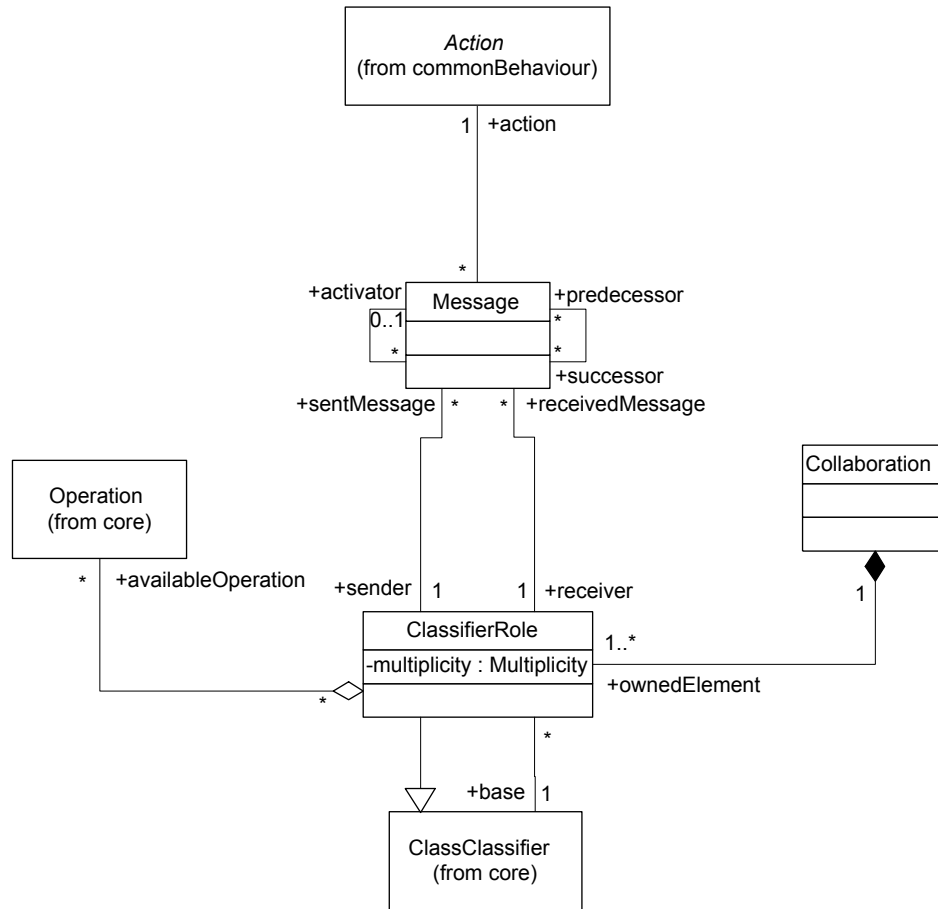 Action
(from commonBehaviour)
1 +action
*
+activator
Message
+predecessor
0..1
*
*
*
+successor
+sentMessage * * +receivedMessage
Collaboration
Operation
(from core)
* +availableOperation
+sender 1 1 +receiver
1
ClassifierRole
1..*
-multiplicity : Multiplicity
+ownedElement
*
*
+base 1
ClassClassifier
(from core)